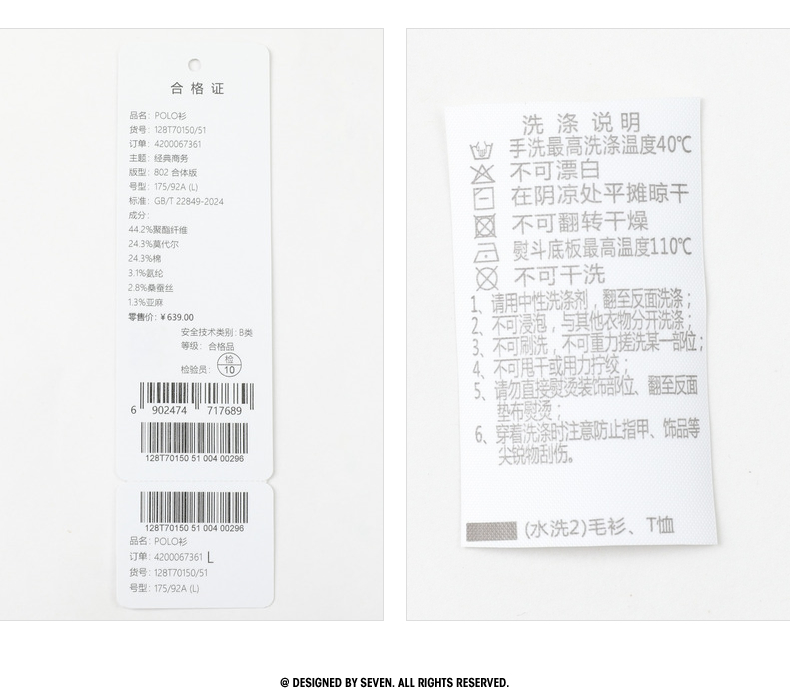 合格证
品名: POLO衫
货号: 128T70150/51
订单: 4200067361
主题: 经典商务
版型: 802 合体版
号型: 175/92A (L)
标准: GB/T 22849-2024
成分:
44.2%聚酯纤维
24.3%莫代尔
24.3%棉
3.1%氨纶
2.8%桑蚕丝
1.3%亚麻
零售价: ¥639.00
安全技术类别: B类
等级: 合格品
检验员: 检 10
6 902474 717689
128T70150 51 004 00296
128T70150 51 004 00296
品名: POLO衫
订单: 4200067361 L
货号: 128T70150/51
号型: 175/92A (L)
洗涤说明
手洗最高洗涤温度40℃
不可漂白
在阴凉处平摊晾干
不可翻转干燥
熨斗底板最高温度110℃
不可干洗
1、请用中性洗涤剂，翻至反面洗涤；
2、不可浸泡，与其他衣物分开洗涤；
3、不可刷洗，不可重力搓洗某一部位；
4、不可甩干或用力拧绞；
5、请勿直接熨烫装饰部位、翻至反面
垫布熨烫；
6、穿着洗涤时注意防止指甲、饰品等
尖锐物刮伤。
(水洗2)毛衫、T恤
@ DESIGNED BY SEVEN. ALL RIGHTS RESERVED.